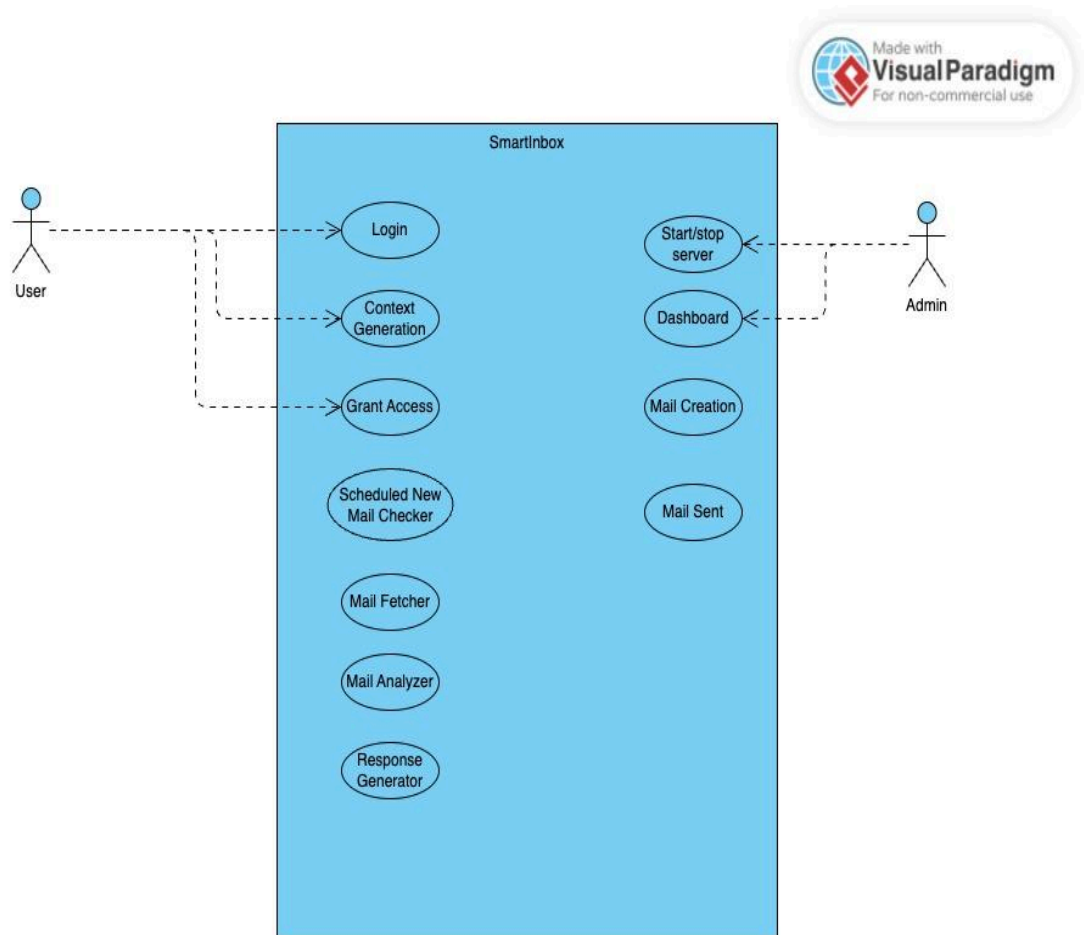 Made with
Visual Paradigm
For non-commercial use
SmartInbox
User
Login
Context
Generation
Grant Access
Scheduled New
Mail Checker
Mail Fetcher
Mail Analyzer
Response
Generator
Start/stop
server
Dashboard
Mail Creation
Mail Sent
Admin